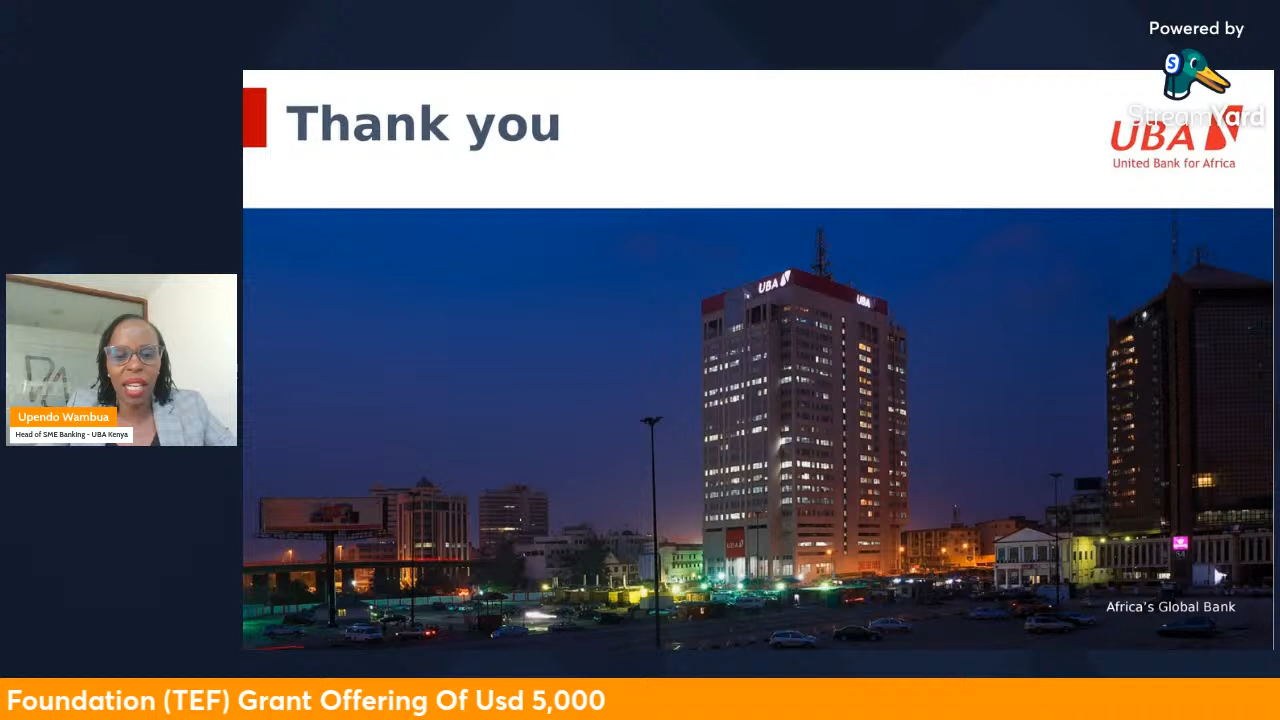 Powered by
S
StreamYard
Thank you
UBA
United Bank for Africa
UBA
UBA
UBA
Upendo Wambua
Head of SME Banking - UBA Kenya
Africa's Global Bank
Foundation (TEF) Grant Offering Of Usd 5,000